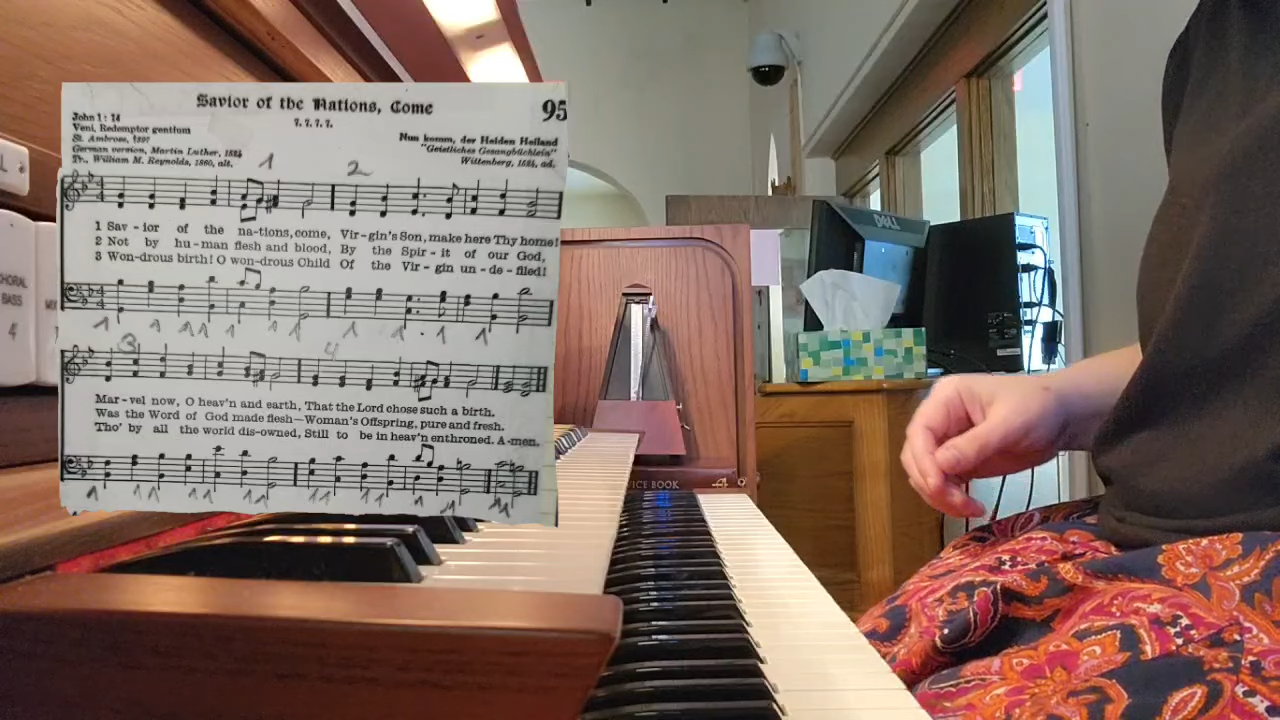 Savior of the Nations, Come
95
7. 7. 7. 7.
John 1: 14
Veni, Redemptor gentium
St. Ambrose,
German version, Martin Luther,
Tr. William M. Reynolds, 1860, alt.
Nun komm, der Heiden Heiland
"Geistliches Gesangbüchlein"
Wittenberg, 1524, ad.
1 2
1 Sav - ior of the na-tions, come, Vir-gin's Son, make here Thy home!
2 Not by hu - man flesh and blood, By the Spir - it of our God,
3 Won-drous birth! O won-drous Child Of the Vir - gin un - de - filed!
3 4
Mar - vel now, O heav'n and earth, That the Lord chose such a birth.
Was the Word of God made flesh—Woman's Offspring, pure and fresh.
Tho' by all the world dis-owned, Still to be in heav'n enthroned. A-men.
L
CHORAL
BASS
4
DELL
VICE BOOK